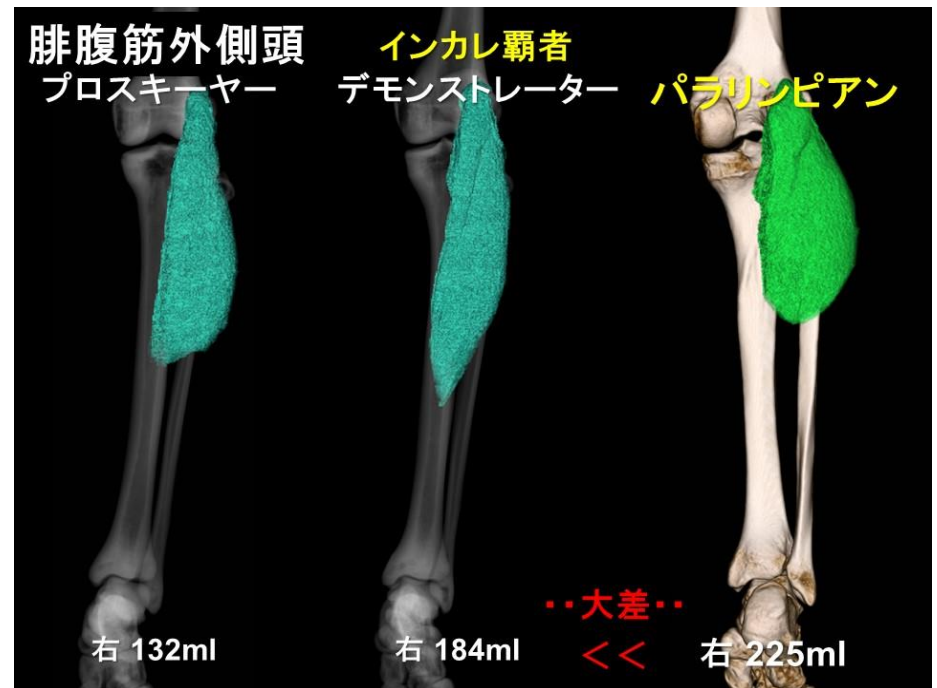 腓腹筋外側頭
プロスキーヤー
インカレ覇者
デモンストレーター
パラリンピアン
・・大差・・
右 132ml
右 184ml
<<
右 225ml